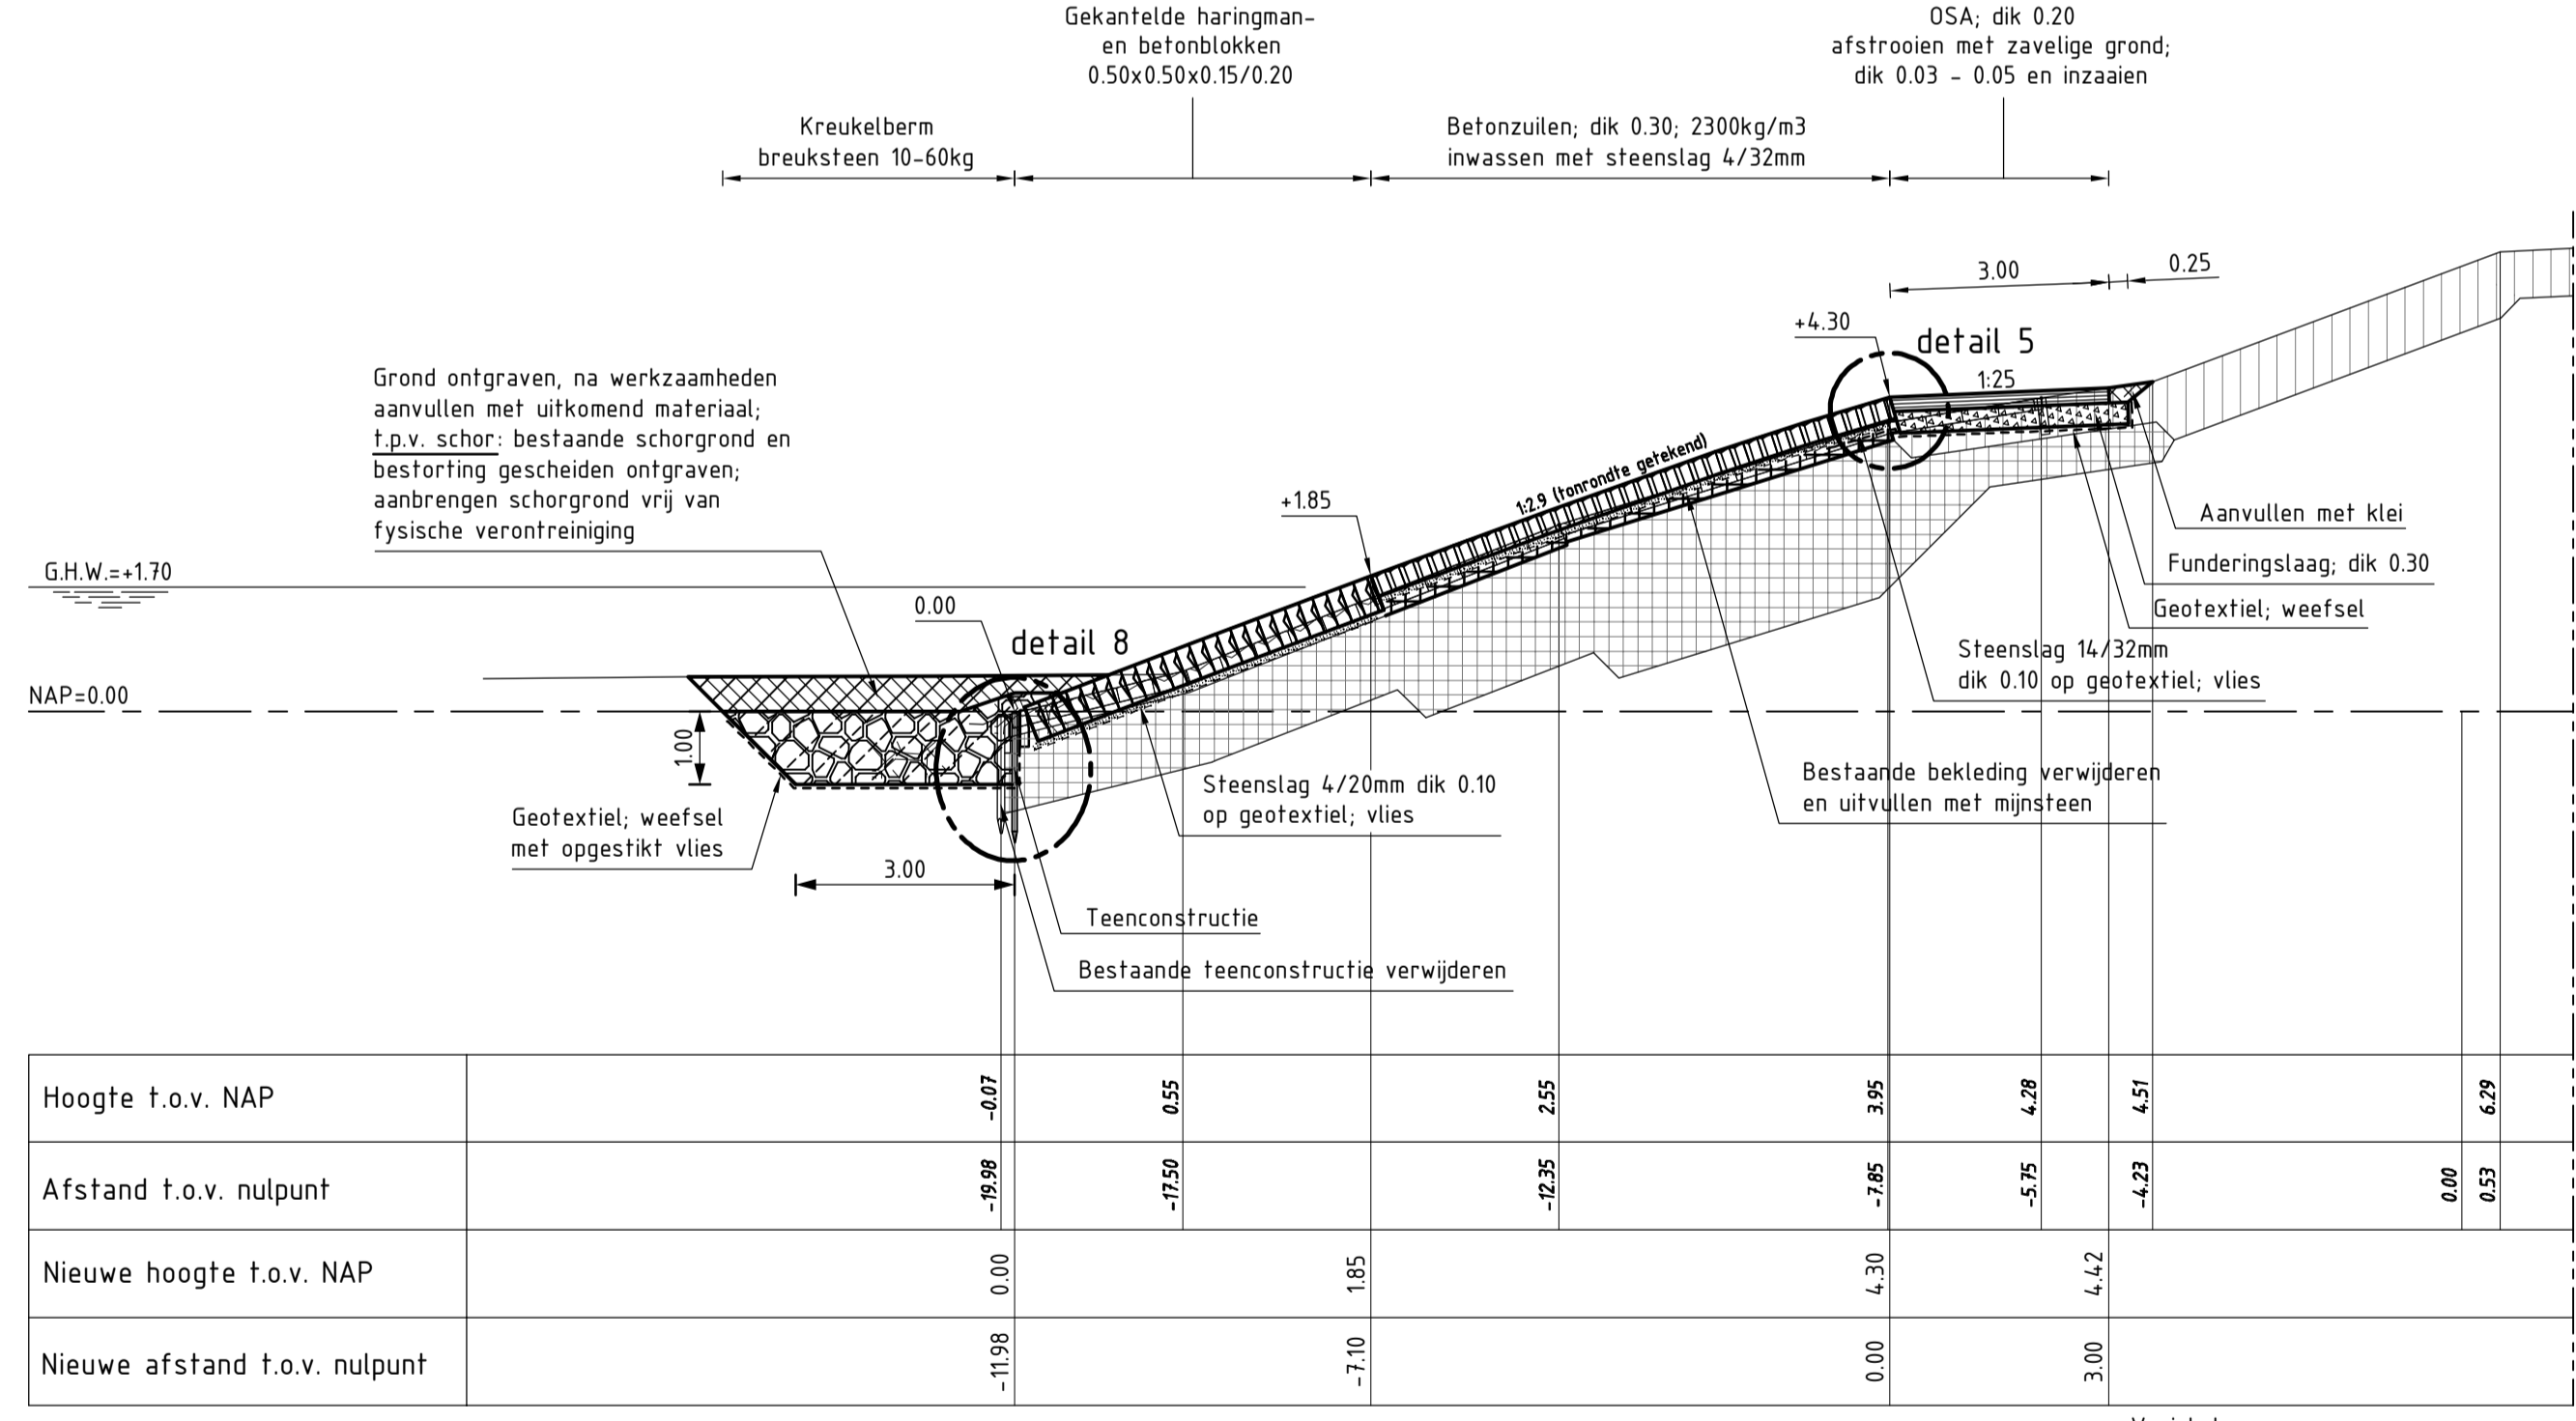 Gekantelde haringman-
en betonblokken
0.50x0.50x0.15/0.20
OSA; dik 0.20
afstrooien met zavelige grond;
dik 0.03 - 0.05 en inzaaien
Kreukelberm
breuksteen 10-60kg
Betonzuilen; dik 0.30; 2300kg/m3
inwassen met steenslag 4/32mm
3.00
0.25
+4.30
detail 5
1:25
Grond ontgraven, na werkzaamheden
aanvullen met uitkomend materiaal;
t.p.v. schor: bestaande schorgrond en
bestorting gescheiden ontgraven;
aanbrengen schorgrond vrij van
fysische verontreiniging
1:2.9 (tonrondte getekend)
+1.85
Aanvullen met klei
G.H.W.=+1.70
Funderingslaag; dik 0.30
0.00
Geotextiel; weefsel
detail 8
Steenslag 14/32mm
dik 0.10 op geotextiel; vlies
NAP=0.00
1.00
Steenslag 4/20mm dik 0.10
op geotextiel; vlies
Bestaande bekleding verwijderen
en uitvullen met mijnsteen
Geotextiel; weefsel
met opgestikt vlies
3.00
Teenconstructie
Bestaande teenconstructie verwijderen
Hoogte t.o.v. NAP -0.07 0.55 2.55 3.95 4.28 4.51 6.29
Afstand t.o.v. nulpunt -19.98 -17.50 -12.35 -7.85 -5.75 -4.23 0.00 0.53
Nieuwe hoogte t.o.v. NAP 0.00 1.85 4.30 4.42
Nieuwe afstand t.o.v. nulpunt -11.98 -7.10 0.00 3.00